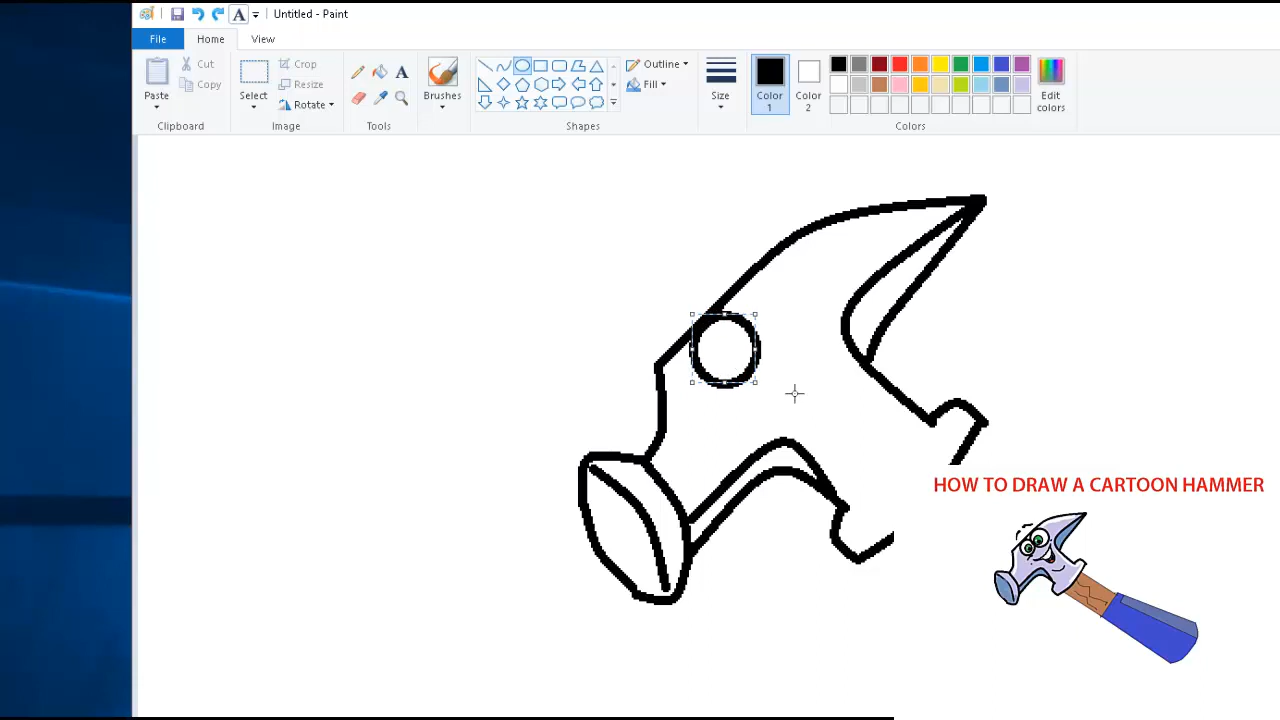 Untitled - Paint
File Home View
Paste Cut Copy
Clipboard
Select Crop Resize Rotate
Image
A
Tools
Brushes
Outline Fill
Shapes
Size
Color 1
Color 2
Edit colors
Colors
HOW TO DRAW A CARTOON HAMMER